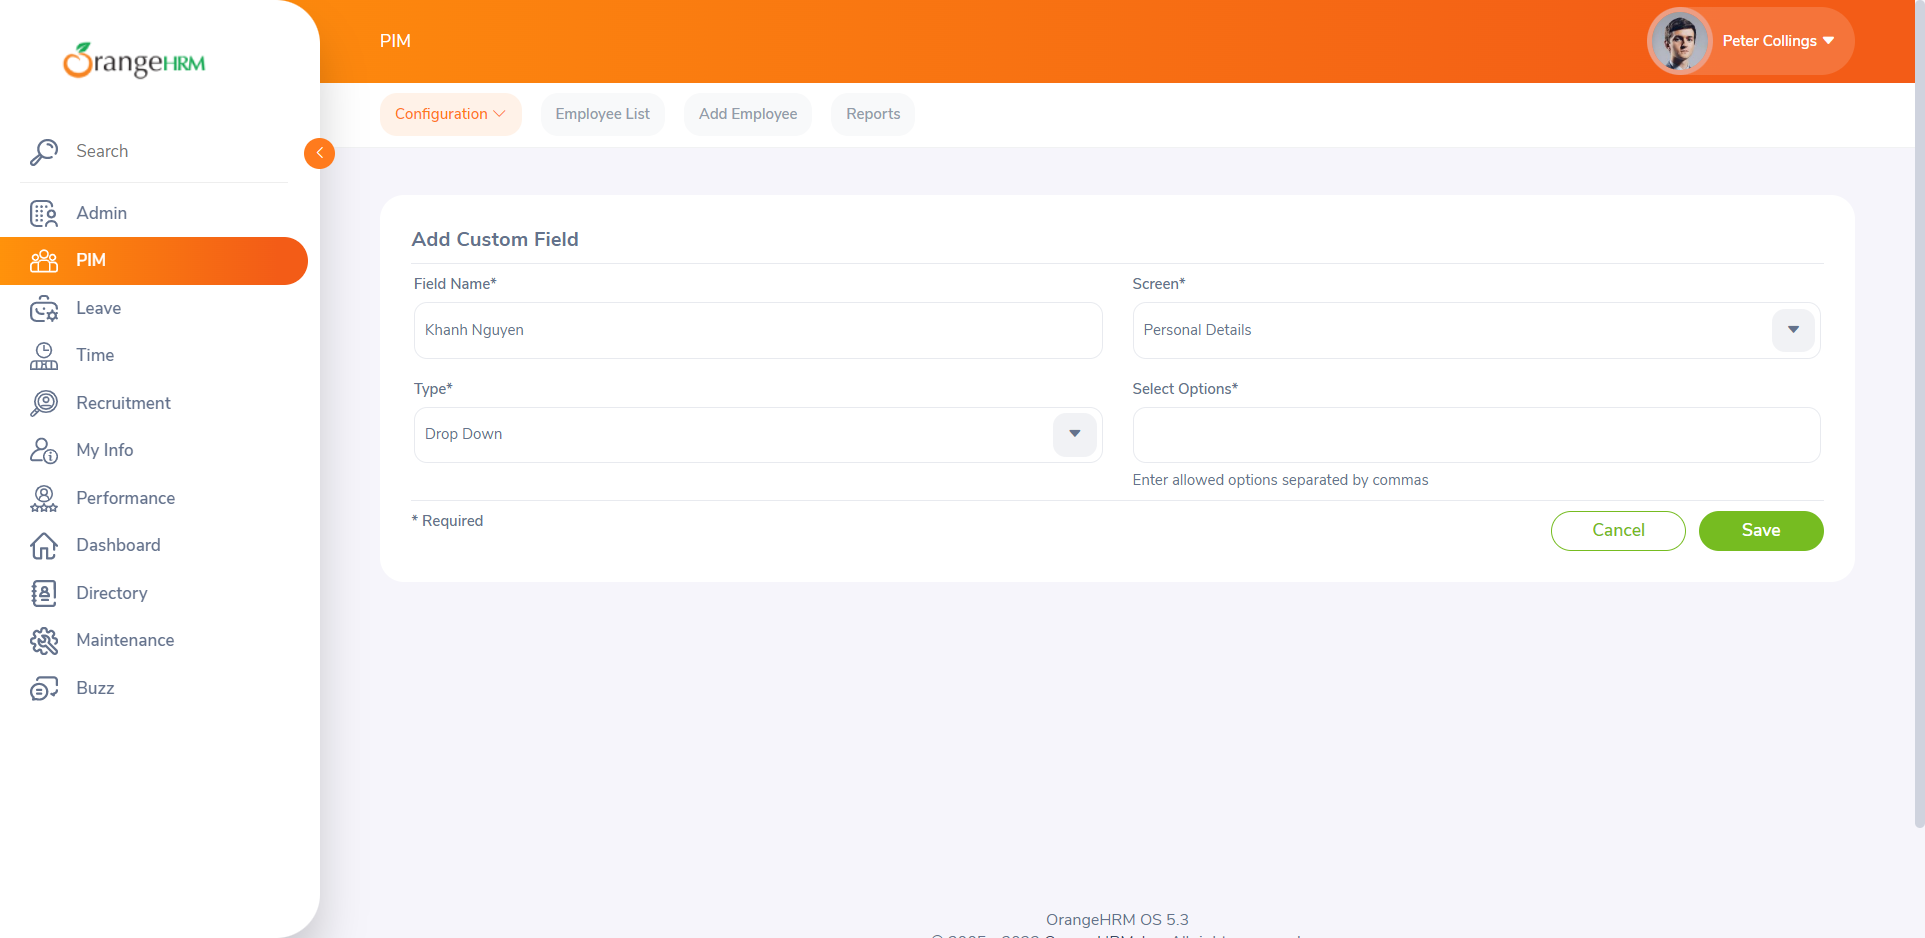 OrangeHRM
PIM
Peter Collings
Configuration
Employee List
Add Employee
Reports
Search
Admin
PIM
Leave
Time
Recruitment
My Info
Performance
Dashboard
Directory
Maintenance
Buzz
Add Custom Field
Field Name*
Screen*
Khanh Nguyen
Personal Details
Type*
Select Options*
Drop Down
Enter allowed options separated by commas
* Required
Cancel
Save
OrangeHRM OS 5.3